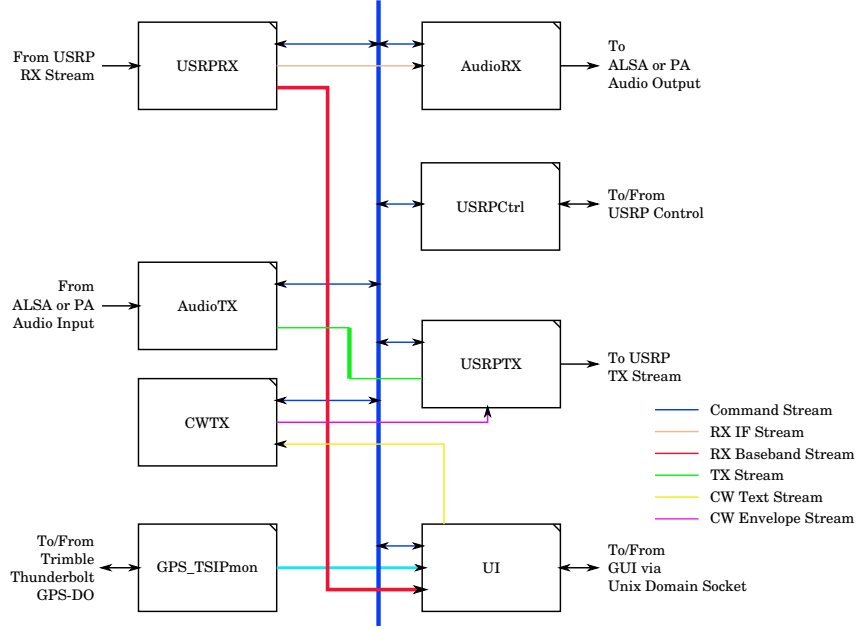 From USRP
RX Stream
USRPRX
AudioRX
To
ALSA or PA
Audio Output
USRPCtrl
To/From
USRP Control
From
ALSA or PA
Audio Input
AudioTX
USRPTX
To USRP
TX Stream
CWTX
Command Stream
RX IF Stream
RX Baseband Stream
TX Stream
CW Text Stream
CW Envelope Stream
To/From
Trimble
Thunderbolt
GPS-DO
GPS_TSIPmon
UI
To/From
GUI via
Unix Domain Socket